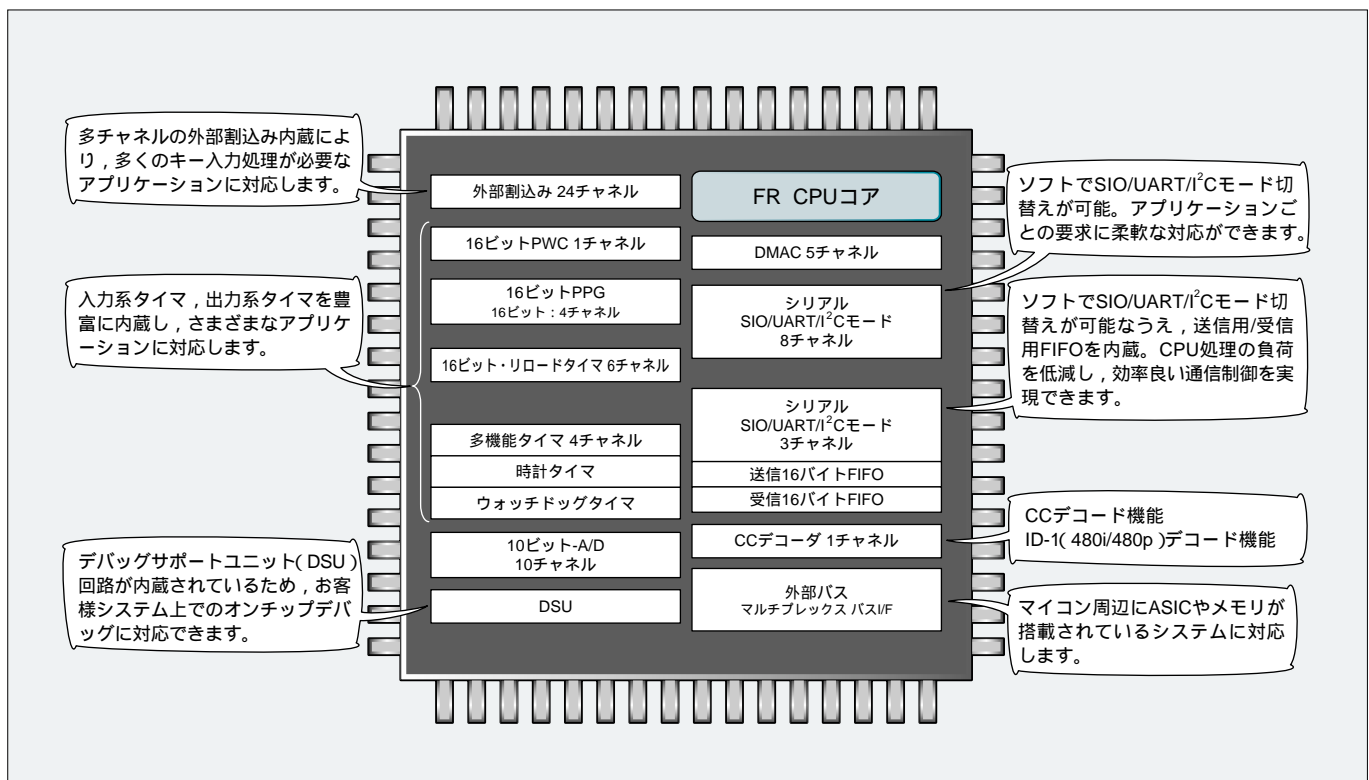 多チャネルの外部割込み内蔵によ
り，多くのキー入力処理が必要な
アプリケーションに対応します。
入力系タイマ，出力系タイマを豊
富に内蔵し，さまざまなアプリケ
ーションに対応します。
デバッグサポートユニット(DSU)
回路が内蔵されているため，お客
様システム上でのオンチップデバ
ッグに対応できます。
外部割込み 24チャネル
16ビットPWC 1チャネル
16ビットPPG
16ビット：4チャネル
16ビット・リロードタイマ 6チャネル
多機能タイマ 4チャネル
時計タイマ
ウォッチドッグタイマ
10ビット-A/D
10チャネル
DSU
FR CPUコア
DMAC 5チャネル
シリアル
SIO/UART/I²Cモード
8チャネル
シリアル
SIO/UART/I²Cモード
3チャネル
送信16バイトFIFO
受信16バイトFIFO
CCデコーダ 1チャネル
外部バス
マルチプレックス バスI/F
ソフトでSIO/UART/I²Cモード切
替えが可能。アプリケーションご
との要求に柔軟な対応ができます。
ソフトでSIO/UART/I²Cモード切
替えが可能なうえ，送信用/受信
用FIFOを内蔵。CPU処理の負荷
を低減し，効率良い通信制御を実
現できます。
CCデコード機能
ID-1(480i/480p)デコード機能
マイコン周辺にASICやメモリが
搭載されているシステムに対応
します。